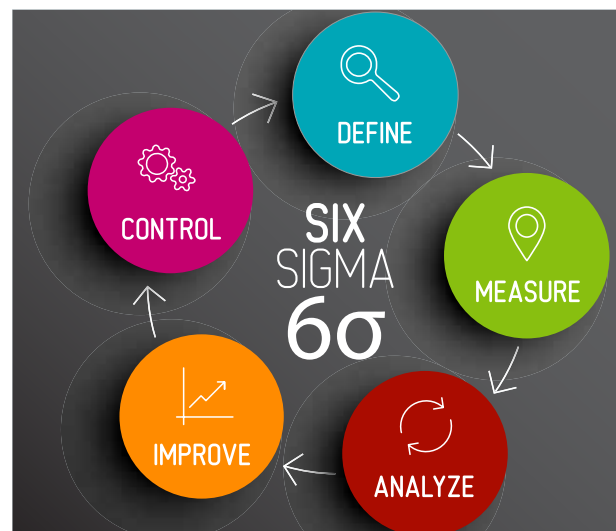 DEFINE
MEASURE
ANALYZE
IMPROVE
CONTROL
SIX
SIGMA
6σ